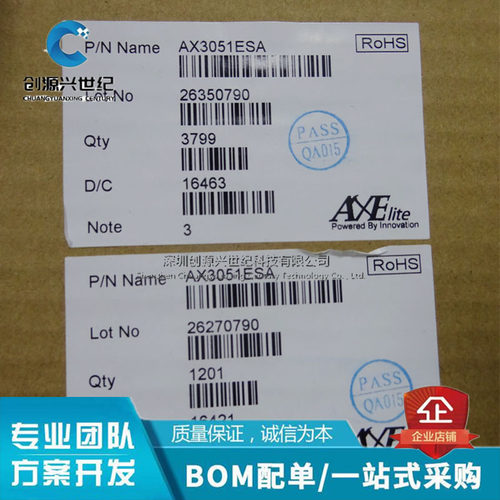 P/N Name AX3051ESA RoHS
创源兴世纪
CHUANGYUANXING CENTURY
Lot No 26350790
Qty 3799
PASS
QA015
D/C 16463
AXElite
Powered By Innovation
Note 3
深圳创源兴世纪科技有限公司
P/N Name AX3051ESA RoHS
Lot No 26270790
Qty 1201
PASS
QA015
专业团队
方案开发
质量保证，诚信为本
企
企业店铺
BOM配单/一站式采购